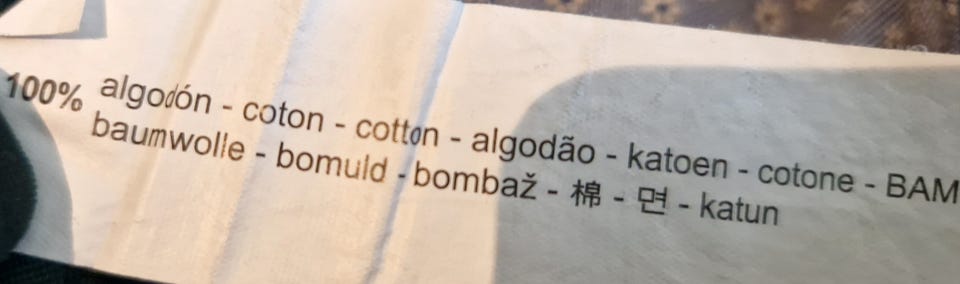 100% algodón - coton - cotton - algodão - katoen - cotone - BAM
baumwolle - bomuld - bombaž - 棉 - 면 - katun